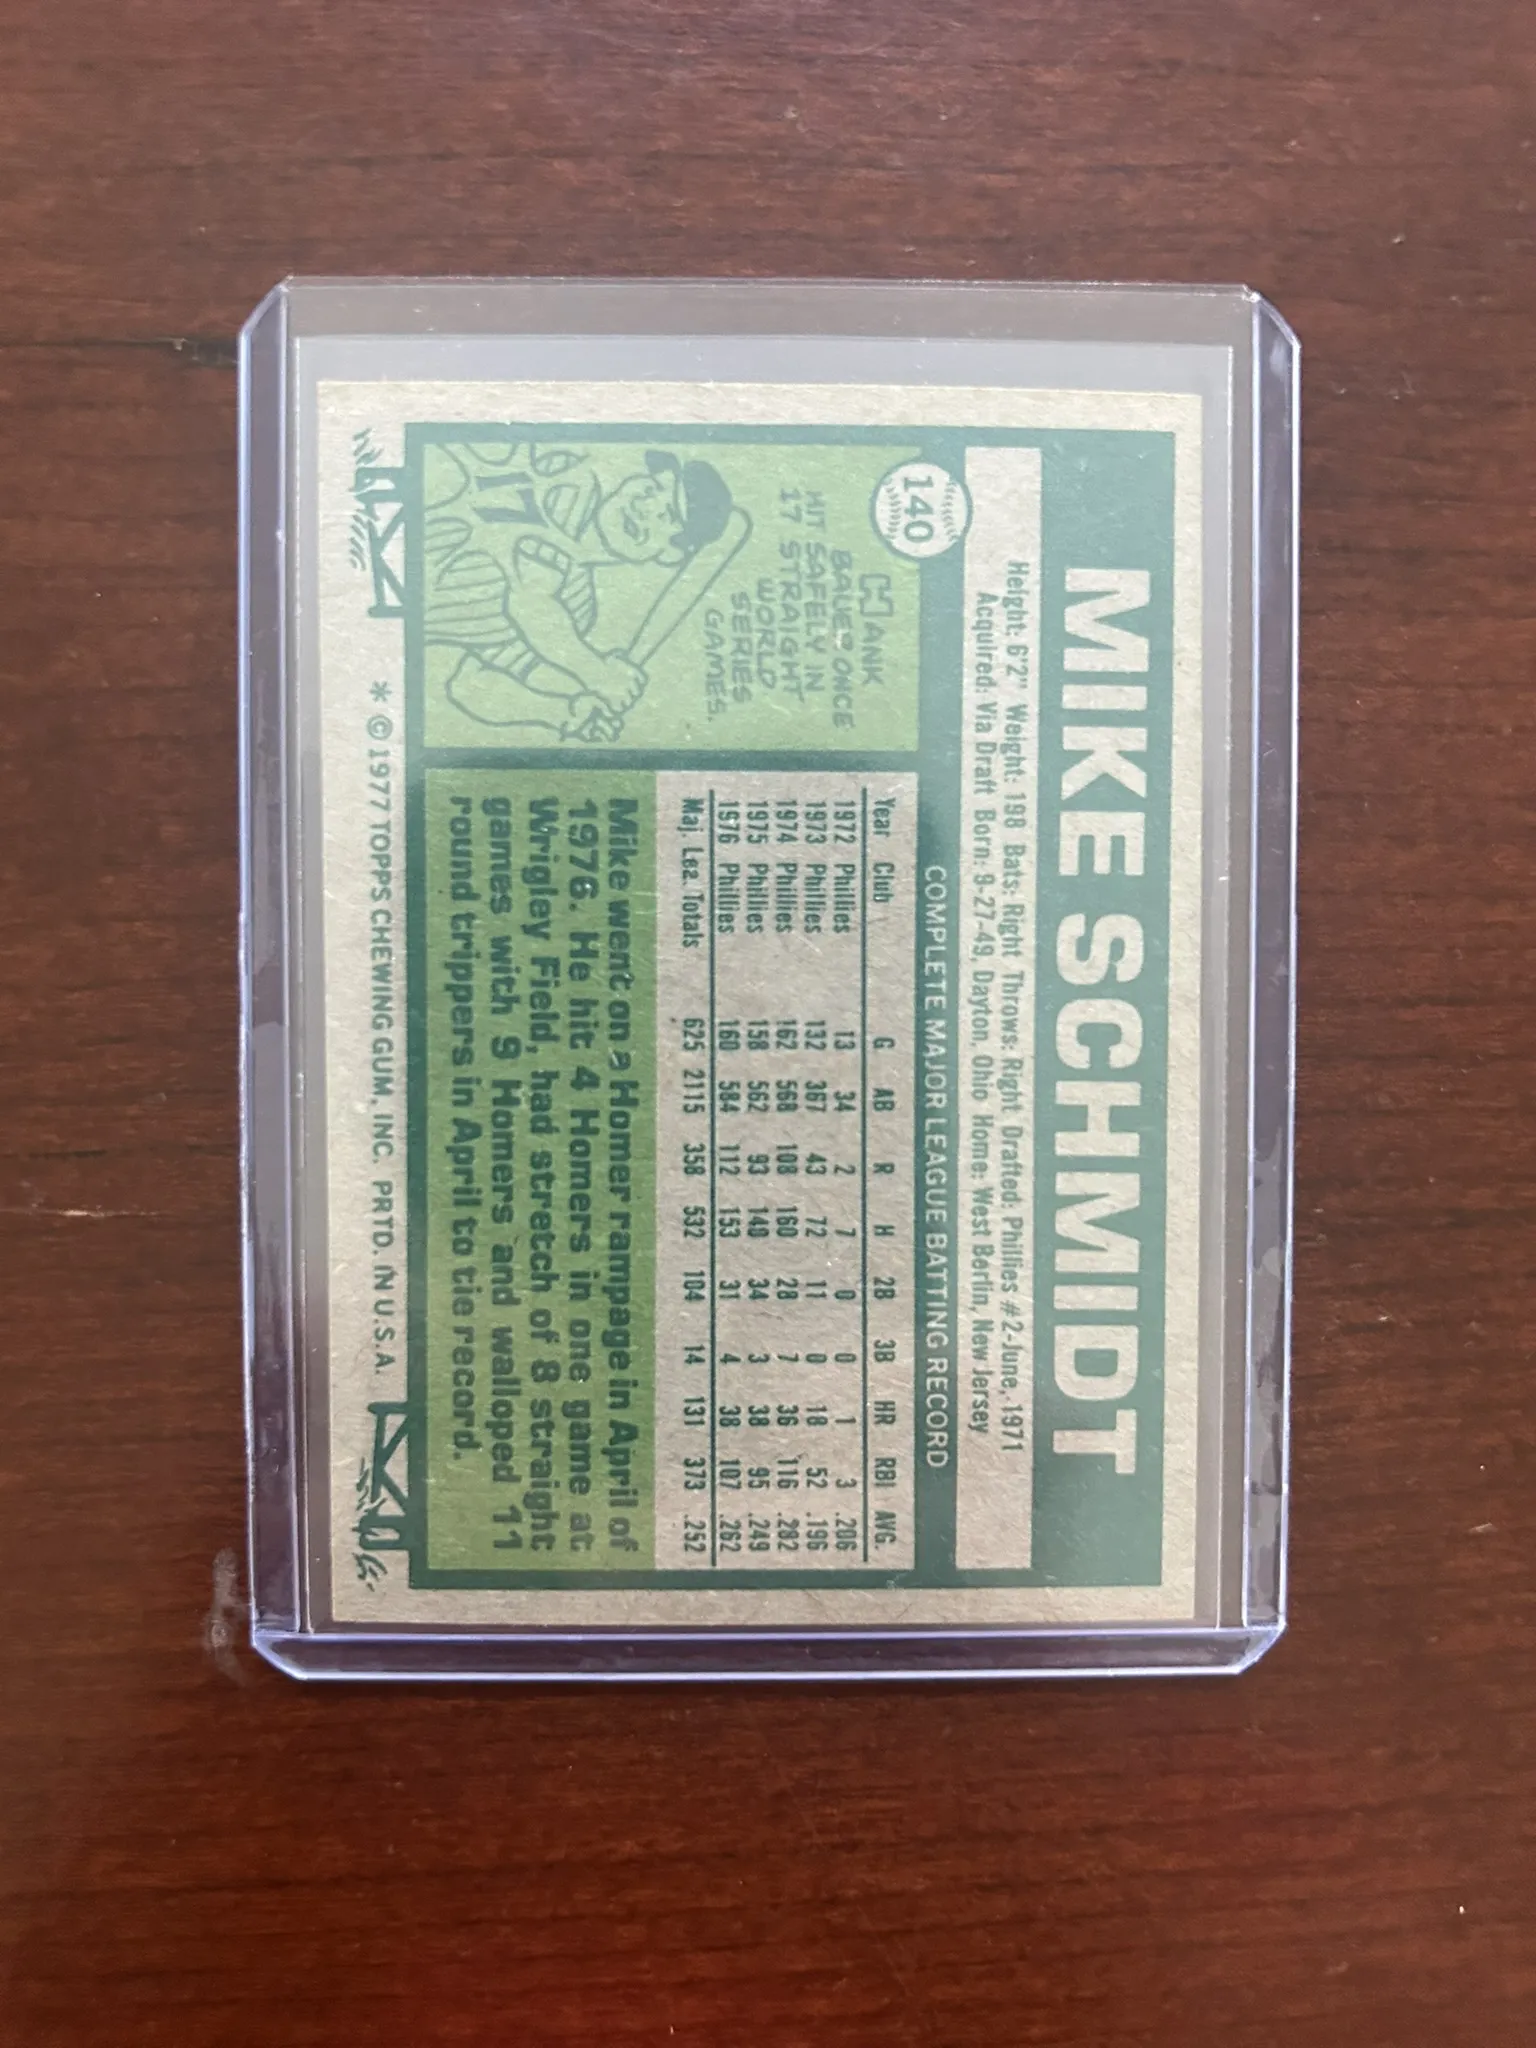 MIKE SCHMIDT
140
Height: 6'2" Weight: 198 Bats: Right Throws: Right Drafted: Phillies #2-June, 1971
Acquired: Via Draft Born: 9-27-49, Dayton, Ohio Home: West Berlin, New Jersey
HANK
BAUER ONCE
HIT SAFELY IN
17 STRAIGHT
WORLD
SERIES
GAMES.
17
COMPLETE MAJOR LEAGUE BATTING RECORD
Year Club G AB R H 2B 3B HR RBI AVG.
1972 Phillies 13 34 2 7 0 0 1 3 .206
1973 Phillies 132 367 43 72 11 0 18 52 .196
1974 Phillies 162 568 108 160 28 7 36 116 .282
1975 Phillies 158 562 93 140 34 3 38 95 .249
1976 Phillies 160 584 112 153 31 4 38 107 .262
Maj. Lea. Totals 625 2115 358 532 104 14 131 373 .252
Mike went on a Homer rampage in April of
1976. He hit 4 Homers in one game at
Wrigley Field, had stretch of 8 straight
games with 9 Homers and walloped 11
round trippers in April to tie record.
* © 1977 TOPPS CHEWING GUM, INC. PRTD. IN U.S.A.